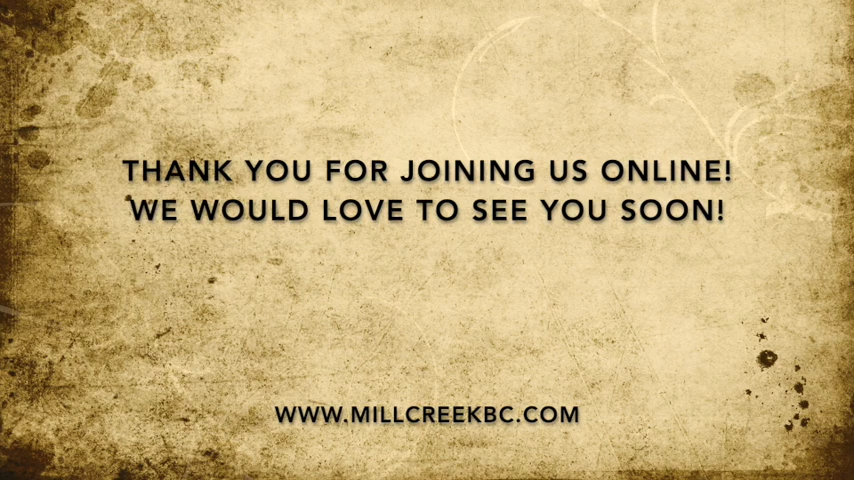 THANK YOU FOR JOINING US ONLINE!
WE WOULD LOVE TO SEE YOU SOON!
WWW.MILLCREEKBC.COM